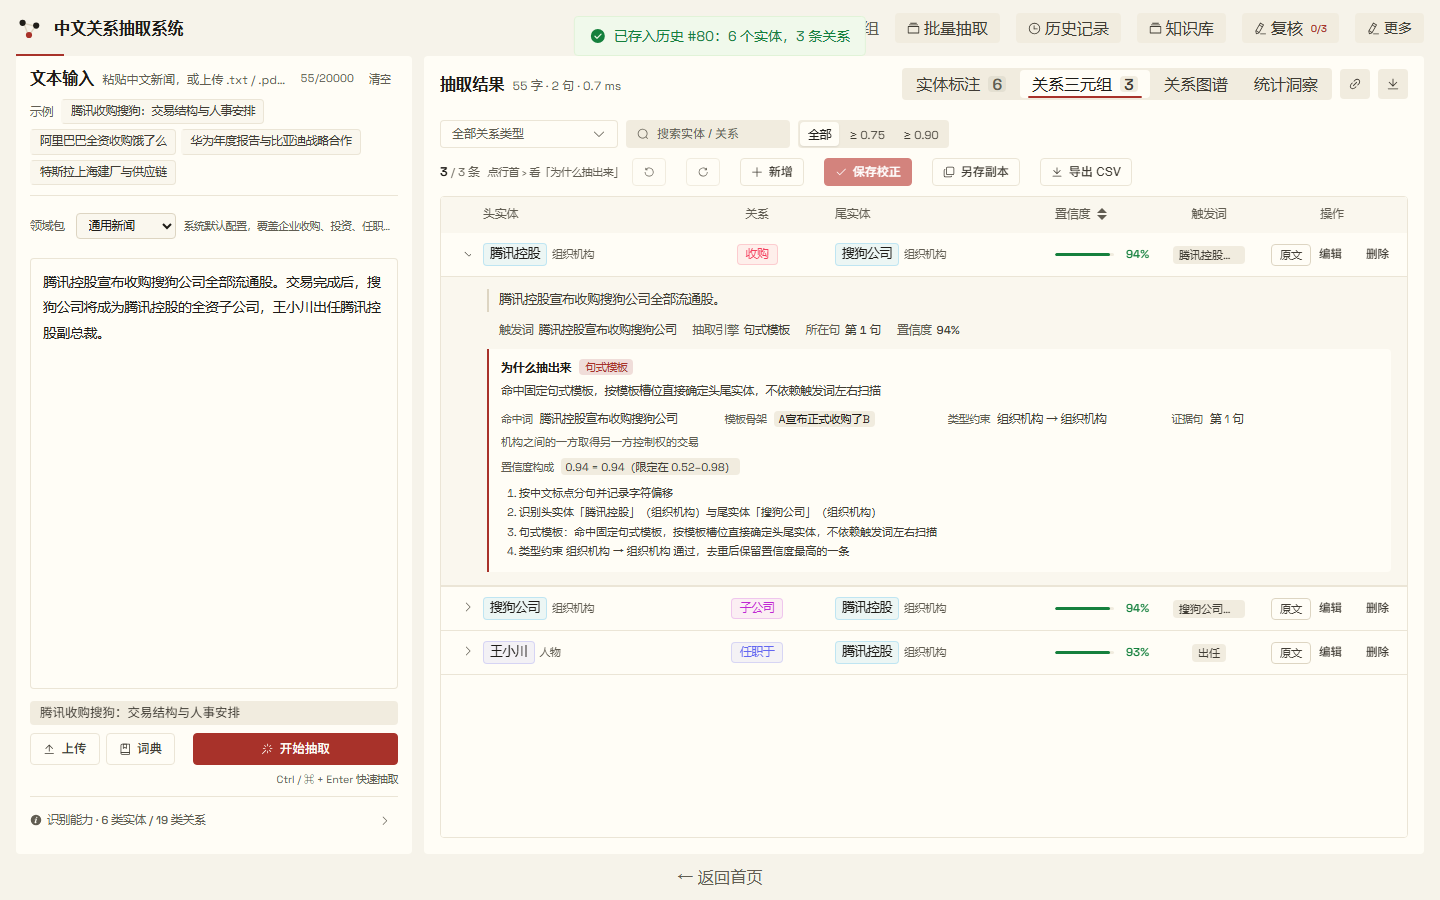 中文关系抽取系统
已存入历史 #80：6 个实体，3 条关系
组
批量抽取
历史记录
知识库
复核 0/3
更多
文本输入 粘贴中文新闻，或上传 .txt / .pd... 55/20000 清空
示例 腾讯收购搜狗：交易结构与人事安排
阿里巴巴全资收购饿了么 华为年度报告与比亚迪战略合作
特斯拉上海建厂与供应链
领域包 通用新闻 系统默认配置，覆盖企业收购、投资、任职...
腾讯控股宣布收购搜狗公司全部流通股。交易完成后，搜
狗公司将成为腾讯控股的全资子公司，王小川出任腾讯控
股副总裁。
腾讯收购搜狗：交易结构与人事安排
上传 词典 开始抽取
Ctrl / ⌘ + Enter 快速抽取
识别能力 · 6 类实体 / 19 类关系
抽取结果 55 字 · 2 句 · 0.7 ms
实体标注 6 关系三元组 3 关系图谱 统计洞察
全部关系类型 搜索实体 / 关系 全部 ≥ 0.75 ≥ 0.90
3 / 3 条 点行首 › 看「为什么抽出来」 新增 保存校正 另存副本 导出 CSV
头实体 关系 尾实体 置信度 触发词 操作
腾讯控股 组织机构 收购 搜狗公司 组织机构 94% 腾讯控股... 原文 编辑 删除
腾讯控股宣布收购搜狗公司全部流通股。
触发词 腾讯控股宣布收购搜狗公司 抽取引擎 句式模板 所在句 第 1 句 置信度 94%
为什么抽出来 句式模板
命中固定句式模板，按模板槽位直接确定头尾实体，不依赖触发词左右扫描
命中词 腾讯控股宣布收购搜狗公司 模板骨架 A宣布正式收购了B 类型约束 组织机构 → 组织机构 证据句 第 1 句
机构之间的一方取得另一方控制权的交易
置信度构成 0.94 = 0.94（限定在 0.52–0.98）
1. 按中文标点分句并记录字符偏移
2. 识别头实体「腾讯控股」（组织机构）与尾实体「搜狗公司」（组织机构）
3. 句式模板：命中固定句式模板，按模板槽位直接确定头尾实体，不依赖触发词左右扫描
4. 类型约束 组织机构 → 组织机构 通过，去重后保留置信度最高的一条
搜狗公司 组织机构 子公司 腾讯控股 组织机构 94% 搜狗公司... 原文 编辑 删除
王小川 人物 任职于 腾讯控股 组织机构 93% 出任 原文 编辑 删除
← 返回首页